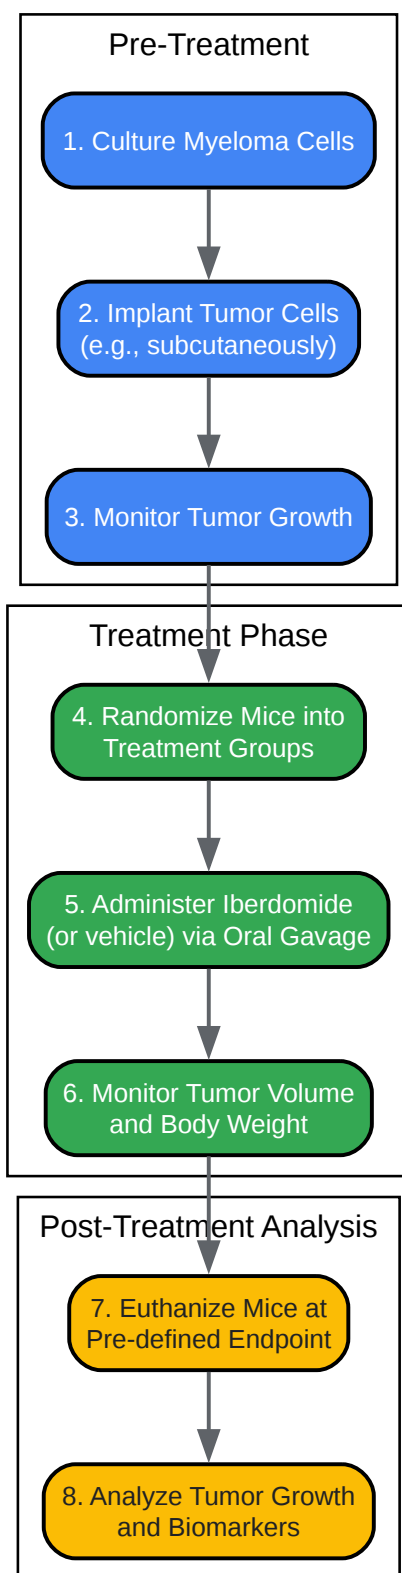 Pre-Treatment
1. Culture Myeloma Cells
2. Implant Tumor Cells
(e.g., subcutaneously)
3. Monitor Tumor Growth
Treatment Phase
4. Randomize Mice into
Treatment Groups
5. Administer Iberdomide
(or vehicle) via Oral Gavage
6. Monitor Tumor Volume
and Body Weight
Post-Treatment Analysis
7. Euthanize Mice at
Pre-defined Endpoint
8. Analyze Tumor Growth
and Biomarkers